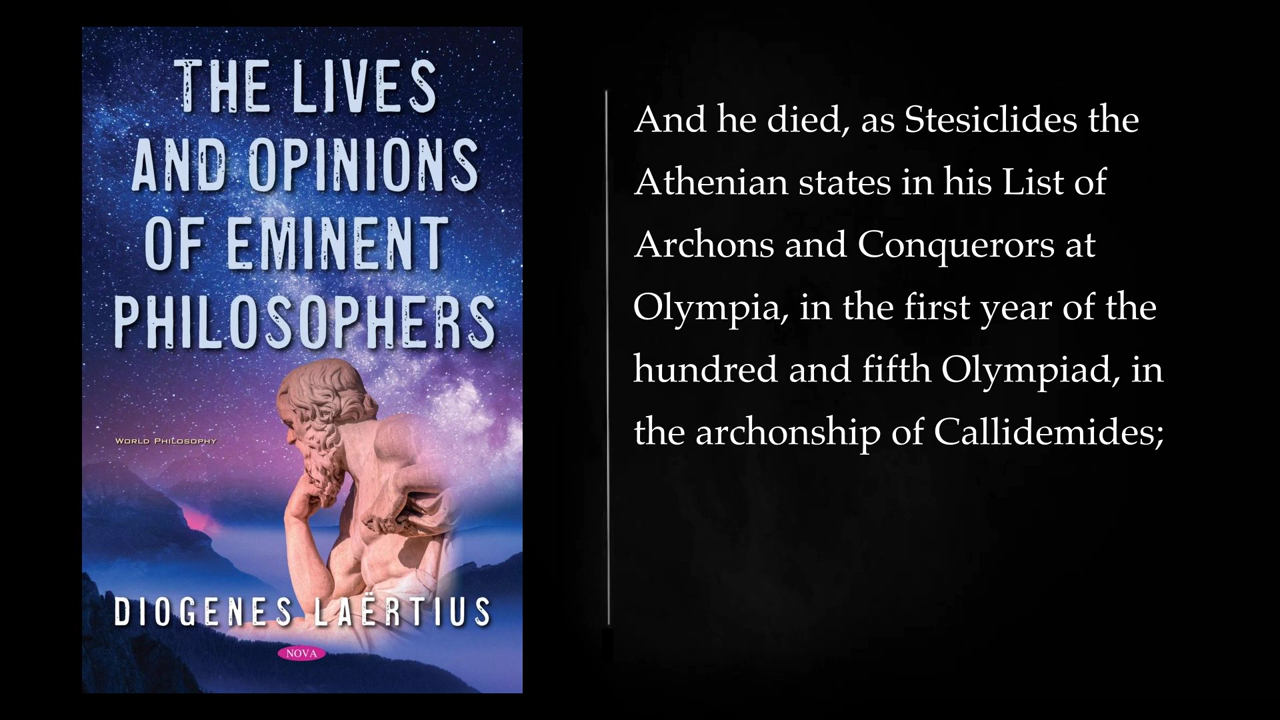 THE LIVES
AND OPINIONS
OF EMINENT
PHILOSOPHERS
WORLD PHILOSOPHY
DIOGENES LAËRTIUS
NOVA
And he died, as Stesiclides the
Athenian states in his List of
Archons and Conquerors at
Olympia, in the first year of the
hundred and fifth Olympiad, in
the archonship of Callidemides;